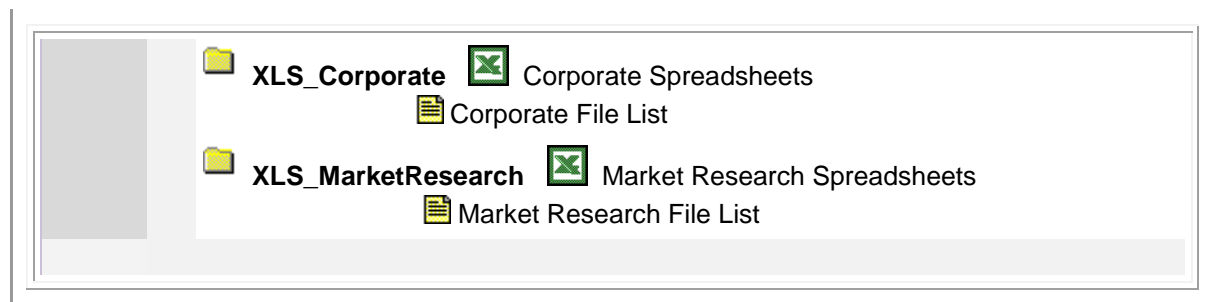 XLS_Corporate Corporate Spreadsheets
Corporate File List
XLS_MarketResearch Market Research Spreadsheets
Market Research File List